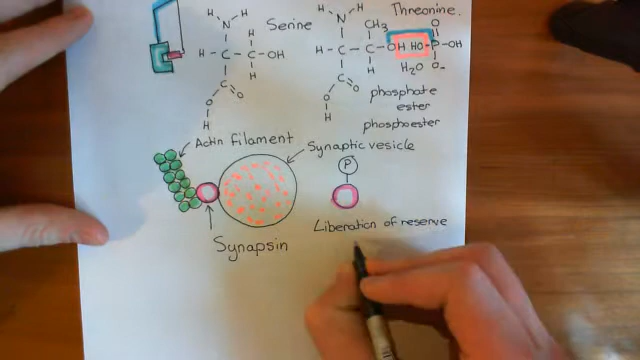 Serine
Threonine.
H H
N
H
H - C - C - OH
H
C
O O
H
H H
N CH3
H - C - C - OH HO - P - OH
O
O-
H
H2O
C
O O
H
phosphate
ester
phosphoester
Actin filament
Synaptic vesicle
P
Synapsin
Liberation of reserve